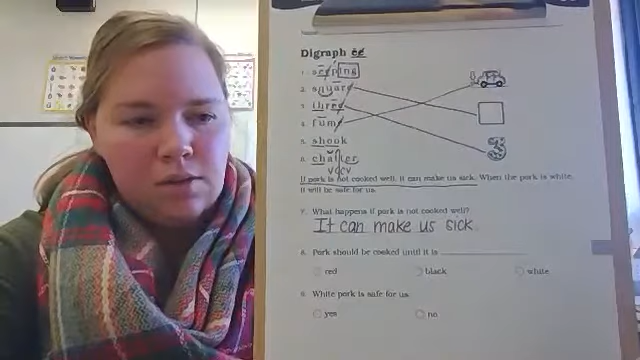 Digraph ee
1. seening
2. square
3. three
4. fume
5. shook
6. chaler
vccv
If pork is not cooked well, it can make us sick. When the pork is white,
it will be safe for us.
7. What happens if pork is not cooked well?
It can make us sick.
8. Pork should be cooked until it is
red black white
9. White pork is safe for us.
yes no